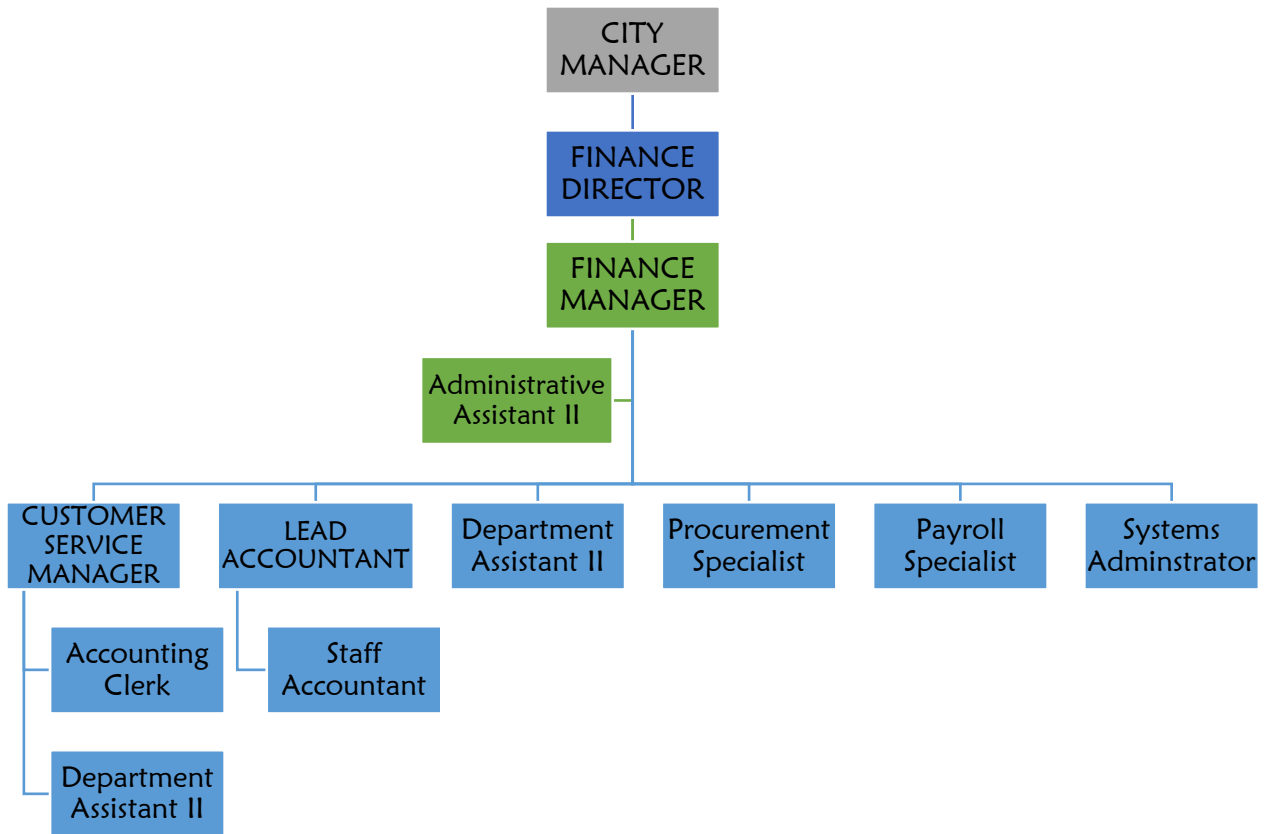 CITY
MANAGER
FINANCE
DIRECTOR
FINANCE
MANAGER
Administrative
Assistant II
CUSTOMER
SERVICE
MANAGER
LEAD
ACCOUNTANT
Department
Assistant II
Procurement
Specialist
Payroll
Specialist
Systems
Adminstrator
Accounting
Clerk
Staff
Accountant
Department
Assistant II